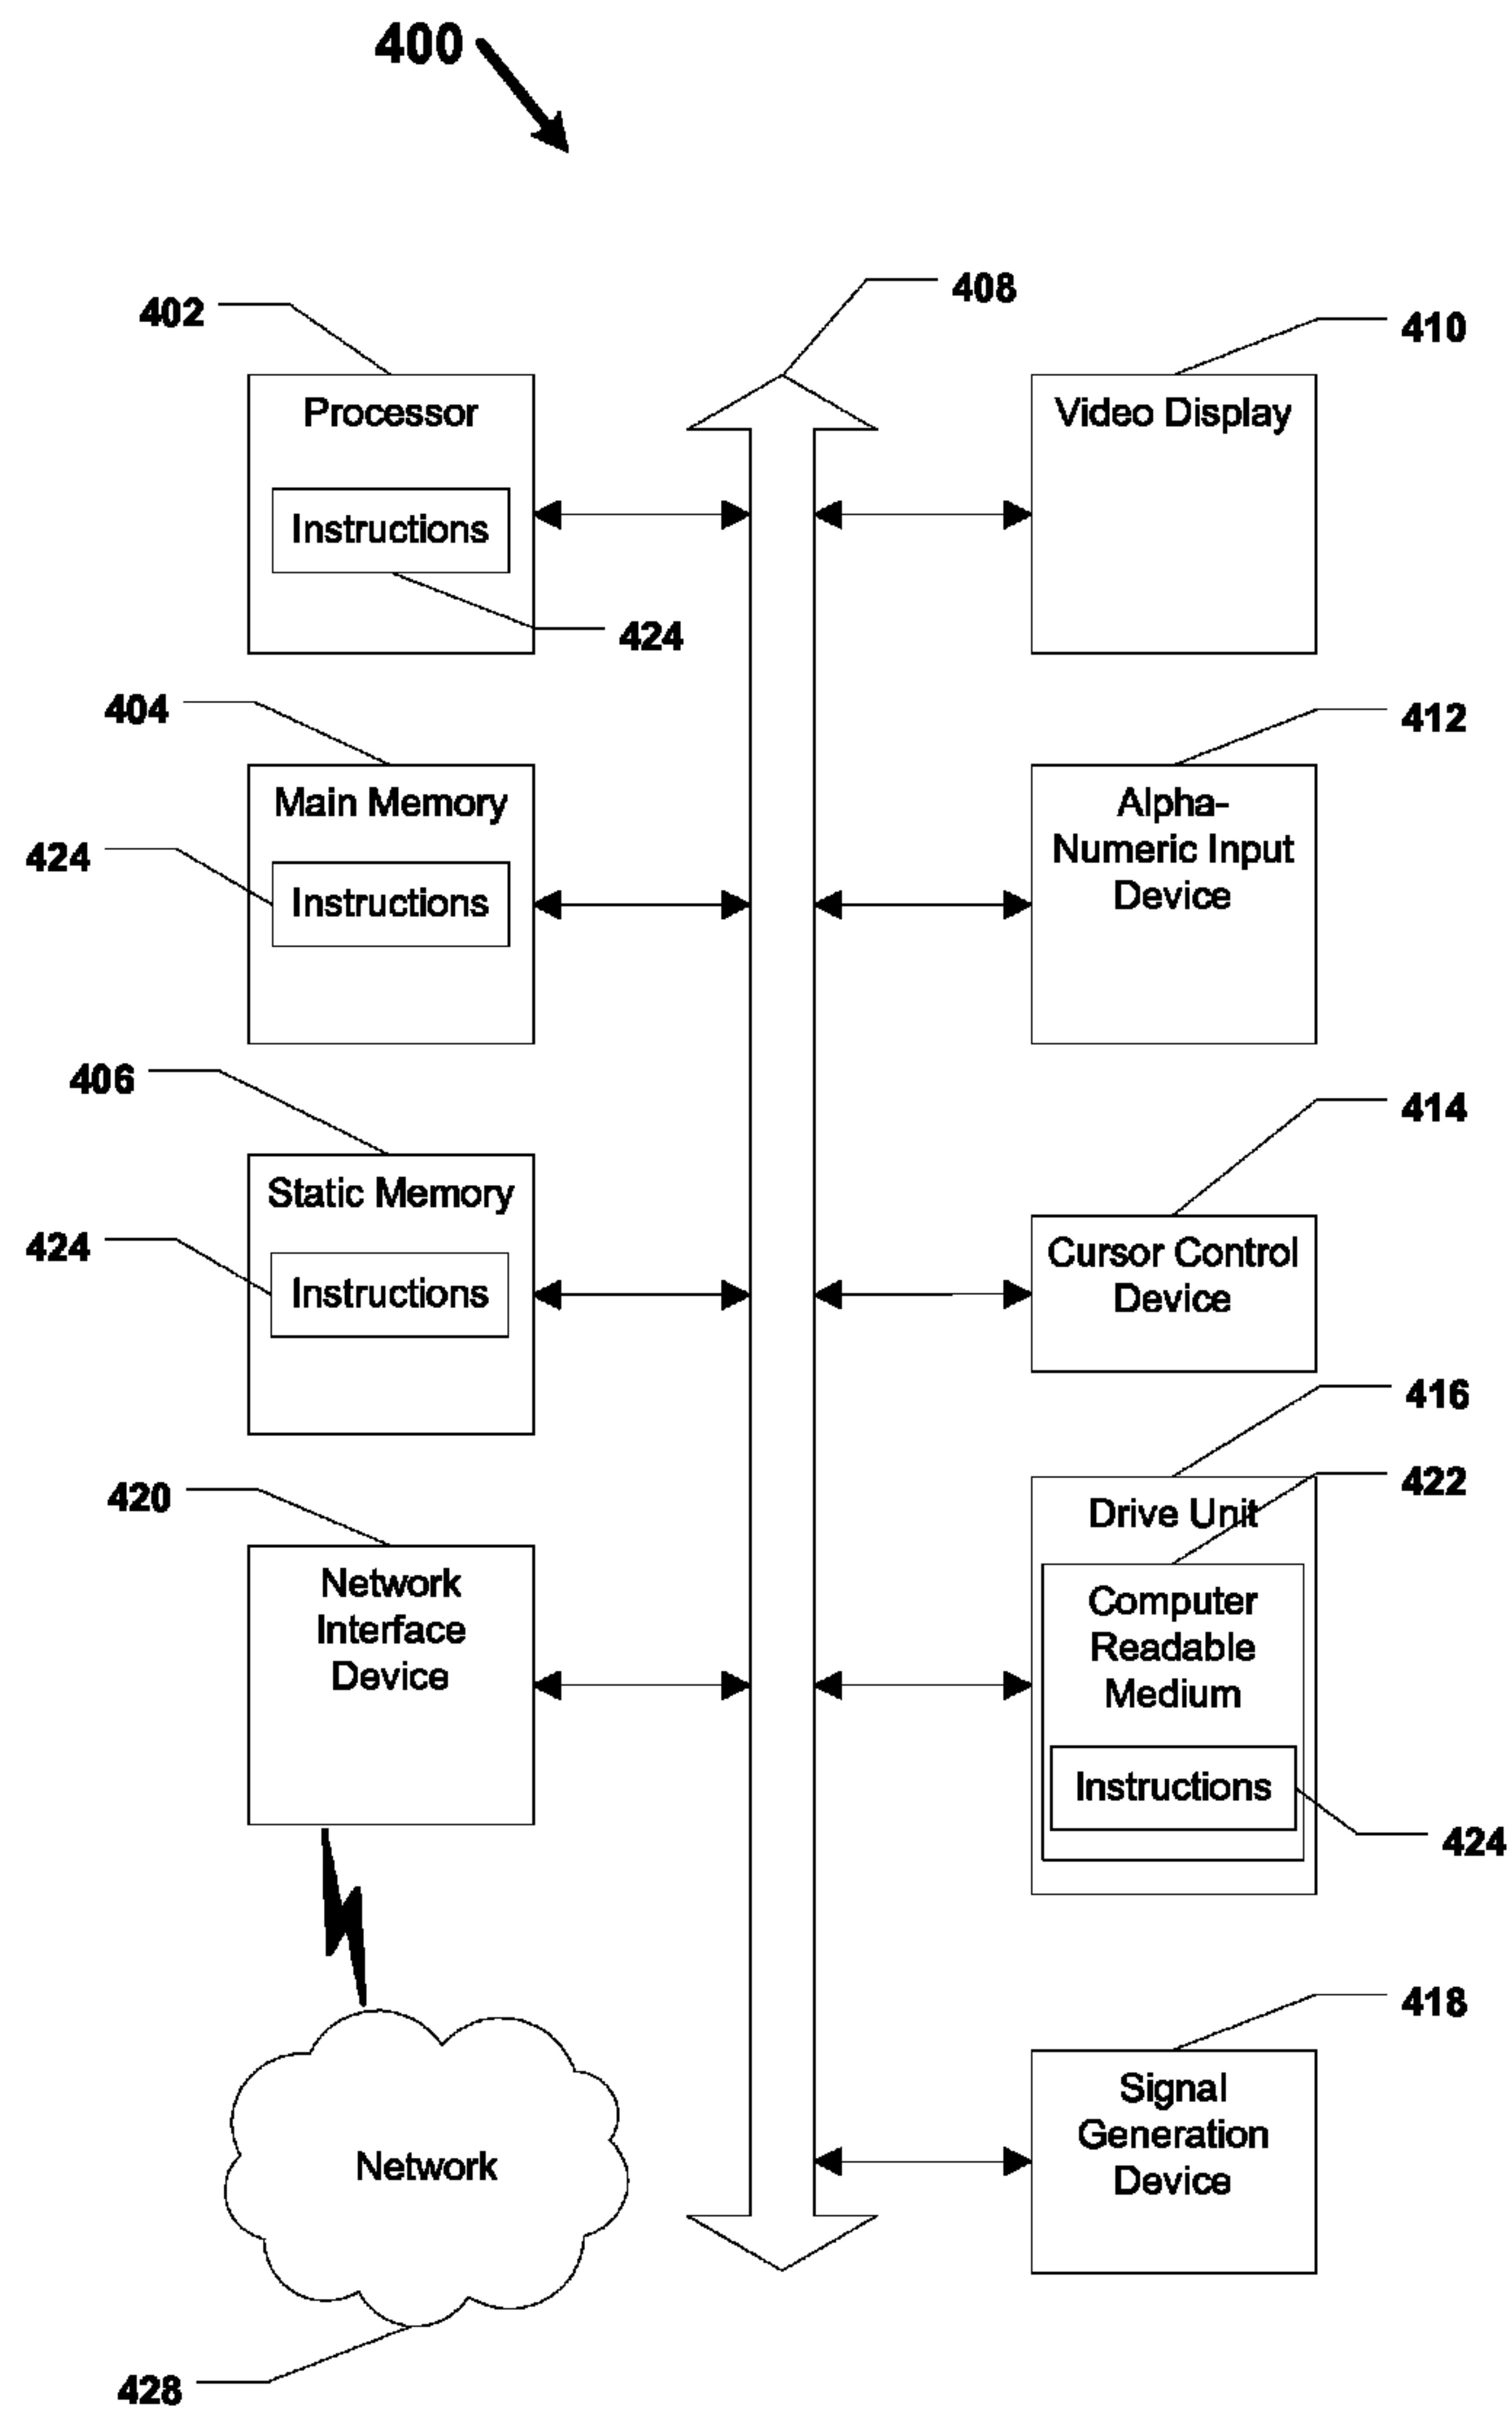 400
408
402
410
Processor
Instructions
424
Video Display
404
412
Main Memory
424
Instructions
Alpha-
Numeric Input
Device
406
414
Static Memory
424
Instructions
Cursor Control
Device
416
422
420
Network
Interface
Device
Drive Unit
Computer
Readable
Medium
Instructions
424
418
Signal
Generation
Device
Network
428